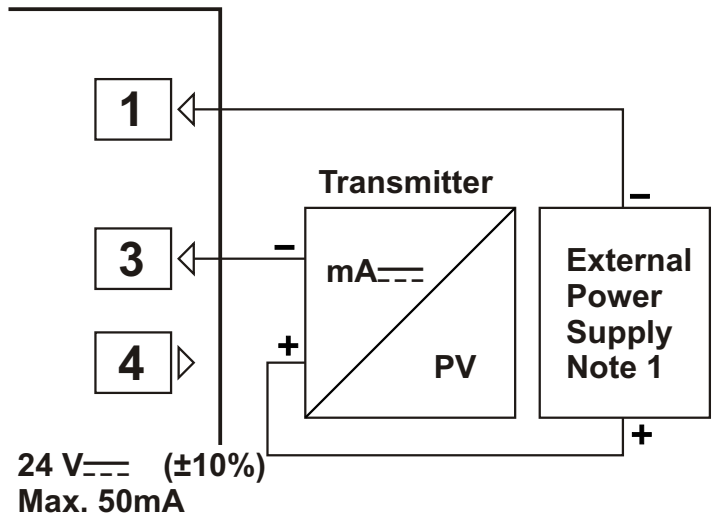 1
Transmitter
−
−
3
mA
External
Power
Supply
Note 1
+
4
PV
+
24 V (±10%)
Max. 50mA